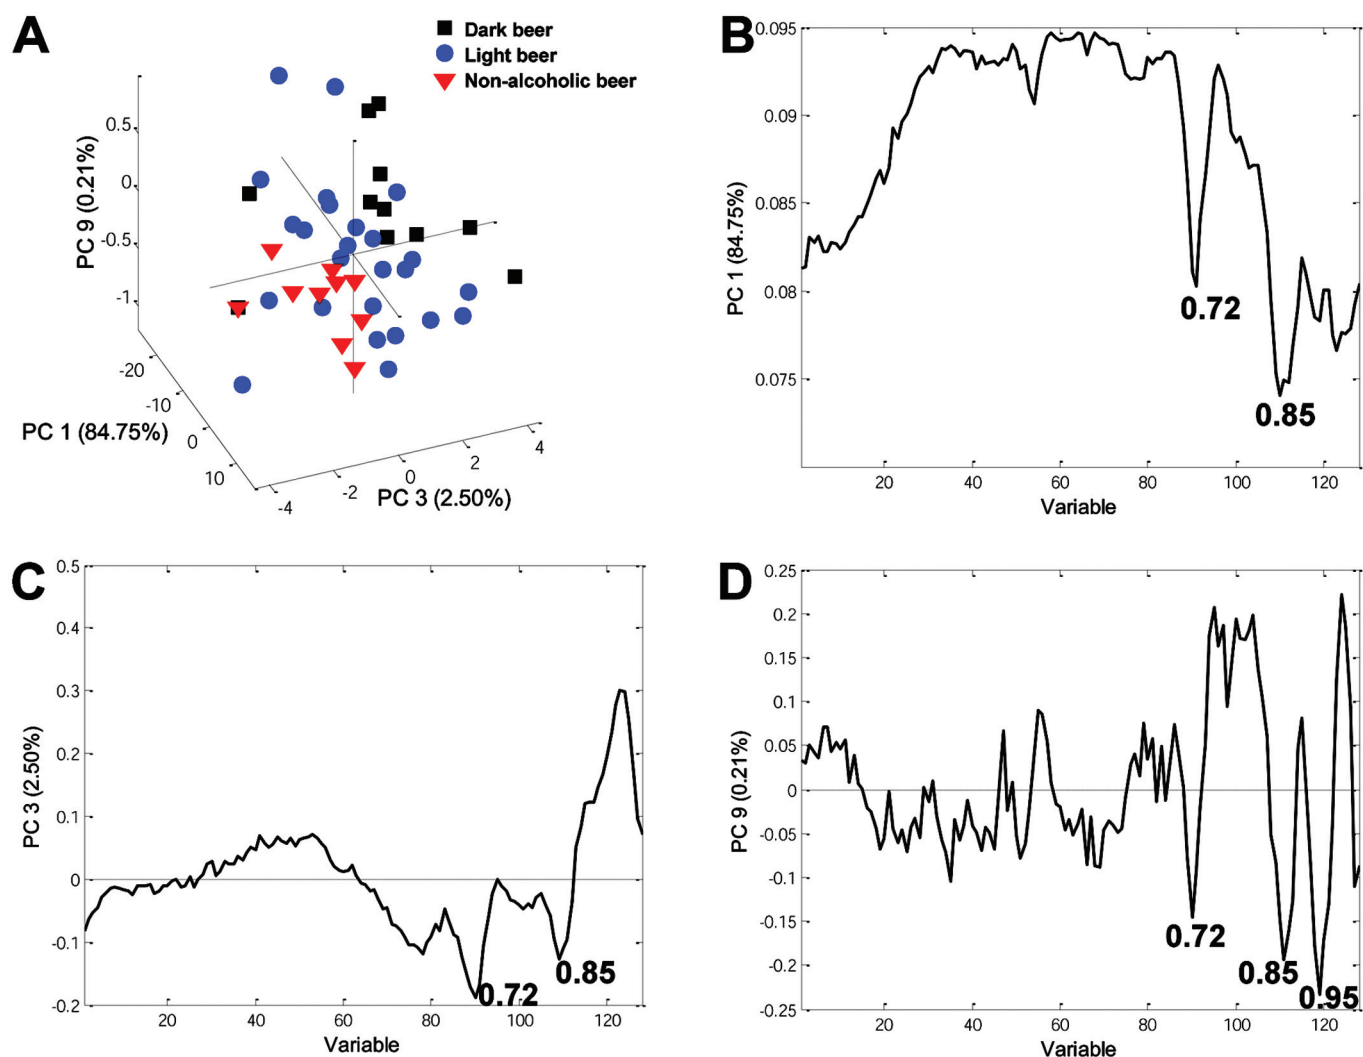 A
Dark beer
Light beer
Non-alcoholic beer
PC 9 (0.21%)
0.5
0
-0.5
-1
-20
-10
0
10
PC 1 (84.75%)
-4
-2
0
2
4
PC 3 (2.50%)
B
0.095
0.09
0.085
0.08
0.075
PC 1 (84.75%)
0.72
0.85
20 40 60 80 100 120
Variable
C
0.5
0.4
0.3
0.2
0.1
0
-0.1
-0.2
PC 3 (2.50%)
0.72
0.85
20 40 60 80 100 120
Variable
D
0.25
0.2
0.15
0.1
0.05
0
-0.05
-0.1
-0.15
-0.2
-0.25
PC 9 (0.21%)
0.72
0.85
0.95
20 40 60 80 100 120
Variable